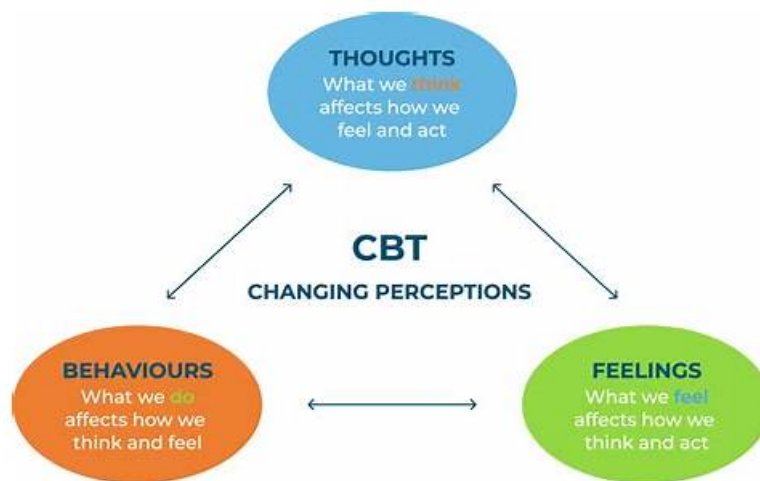 THOUGHTS
What we think
affects how we
feel and act
CBT
CHANGING PERCEPTIONS
BEHAVIOURS
What we do
affects how we
think and feel
FEELINGS
What we feel
affects how we
think and act